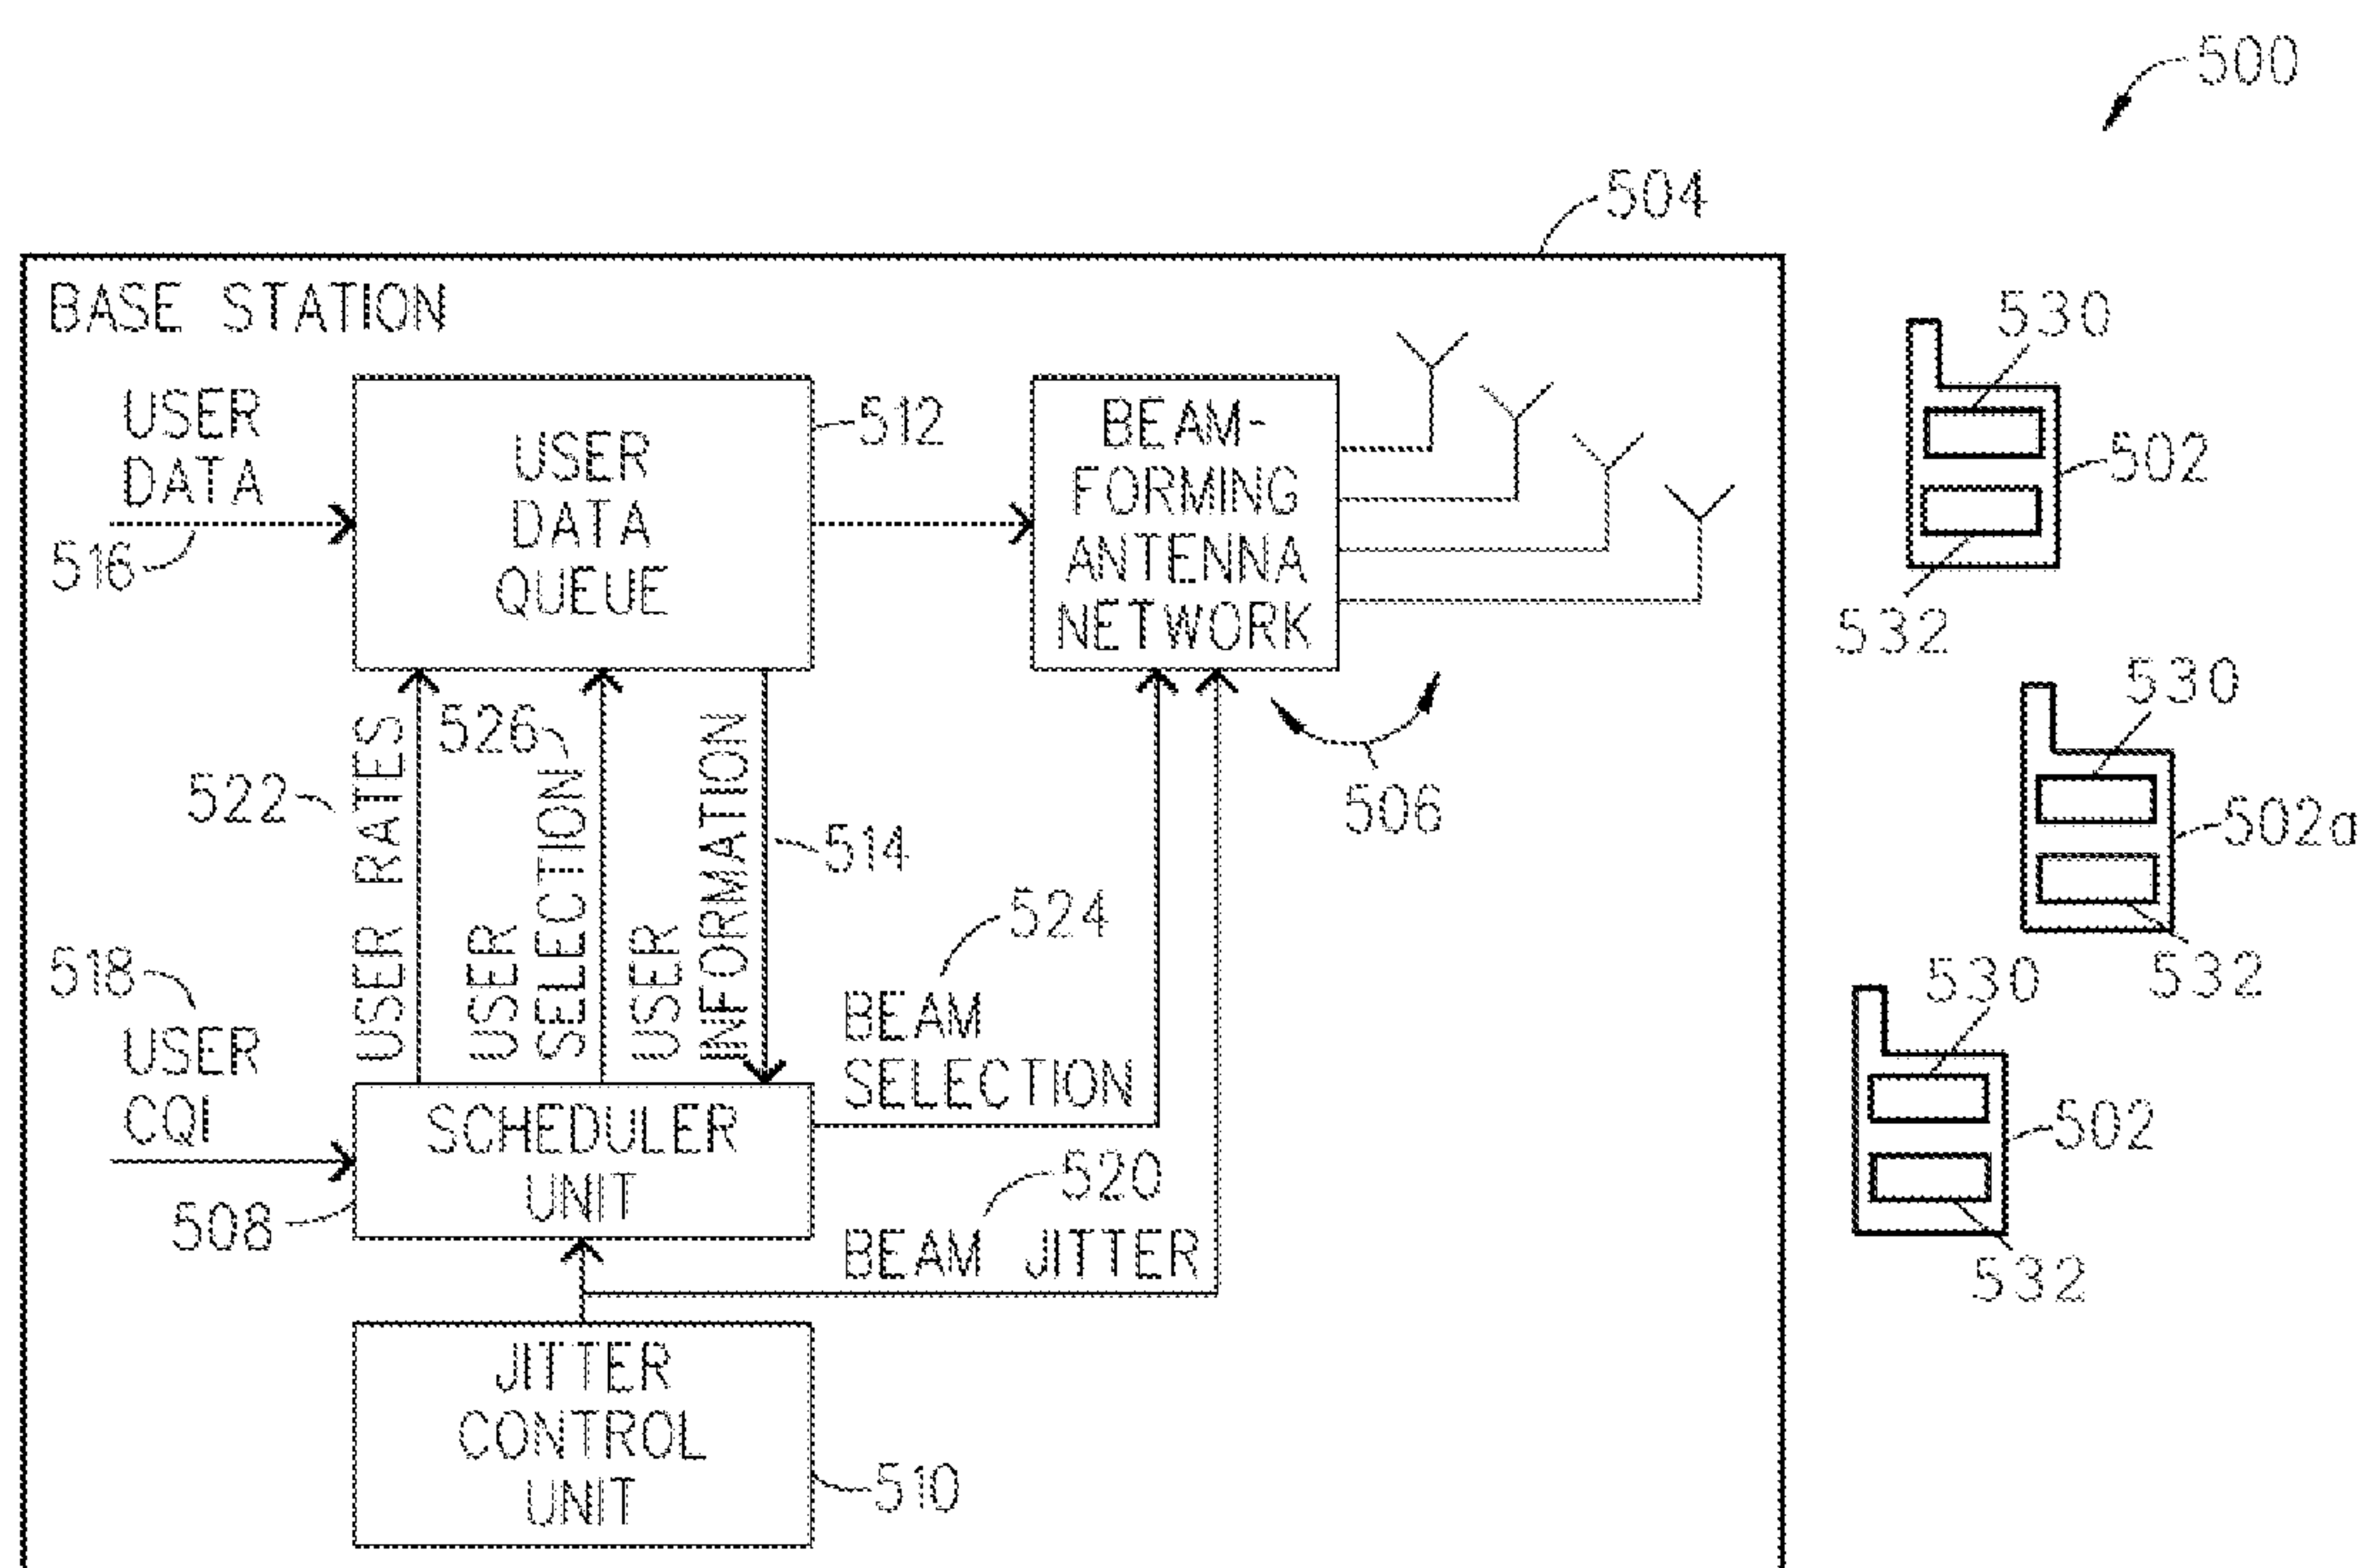 500
504
BASE STATION
USER
DATA
516
USER
DATA
QUEUE
512
BEAM-
FORMING
ANTENNA
NETWORK
506
522
USER RATES
526
USER
SELECTION
USER
INFORMATION
514
524
BEAM
SELECTION
518
USER
CQI
508
SCHEDULER
UNIT
520
BEAM JITTER
JITTER
CONTROL
UNIT
510
530
502
532
530
502a
532
530
502
532